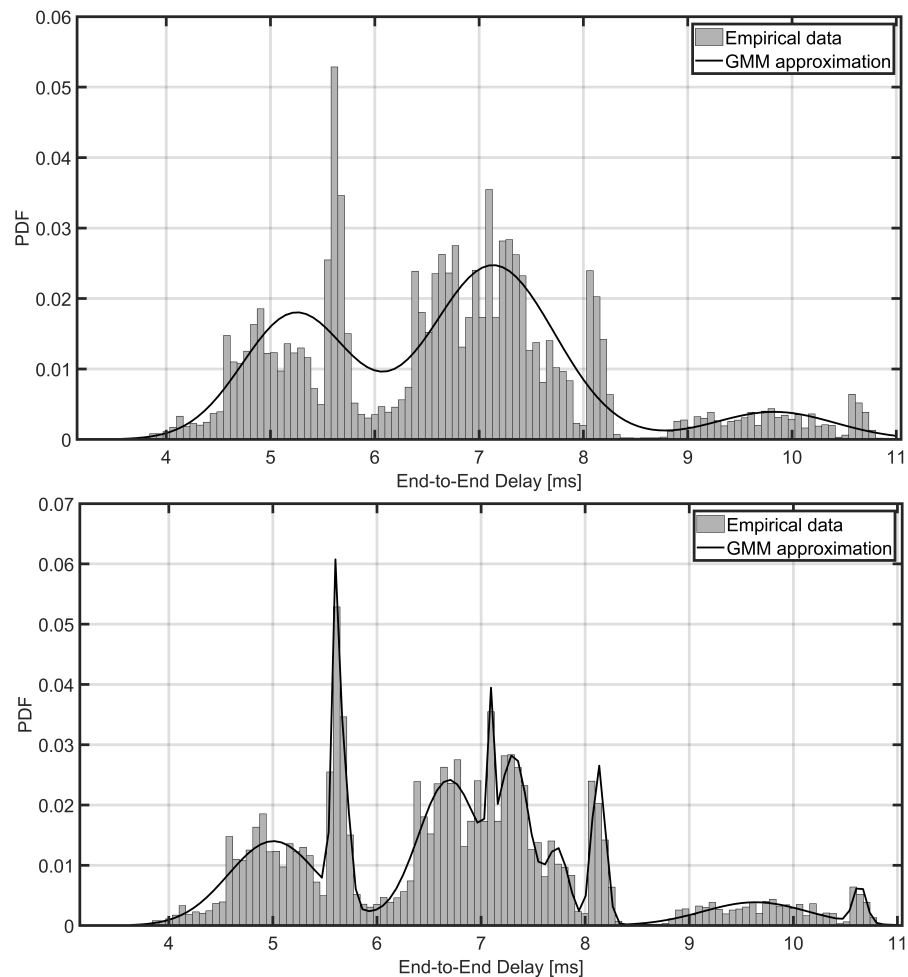 0.06
0.05
0.04
0.03
0.02
0.01
0
PDF
Empirical data
GMM approximation
4 5 6 7 8 9 10 11
End-to-End Delay [ms]
0.07
0.06
0.05
0.04
0.03
0.02
0.01
0
PDF
Empirical data
GMM approximation
4 5 6 7 8 9 10 11
End-to-End Delay [ms]